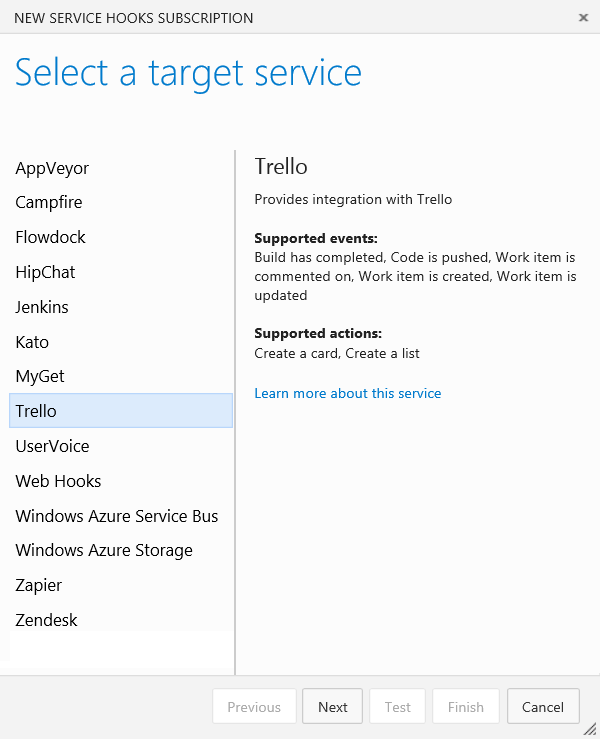 NEW SERVICE HOOKS SUBSCRIPTION
Select a target service
AppVeyor
Campfire
Flowdock
HipChat
Jenkins
Kato
MyGet
Trello
UserVoice
Web Hooks
Windows Azure Service Bus
Windows Azure Storage
Zapier
Zendesk
Trello
Provides integration with Trello
Supported events:
Build has completed, Code is pushed, Work item is
commented on, Work item is created, Work item is
updated
Supported actions:
Create a card, Create a list
Learn more about this service
Previous
Next
Test
Finish
Cancel